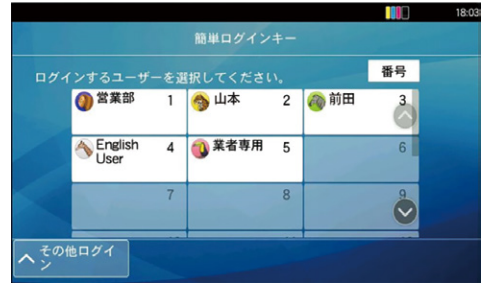 18:03
簡単ログインキー
ログインするユーザーを選択してください。
番号
営業部 1
山本 2
前田 3
English User 4
業者専用 5
6
7
8
9
その他ログイ
ン